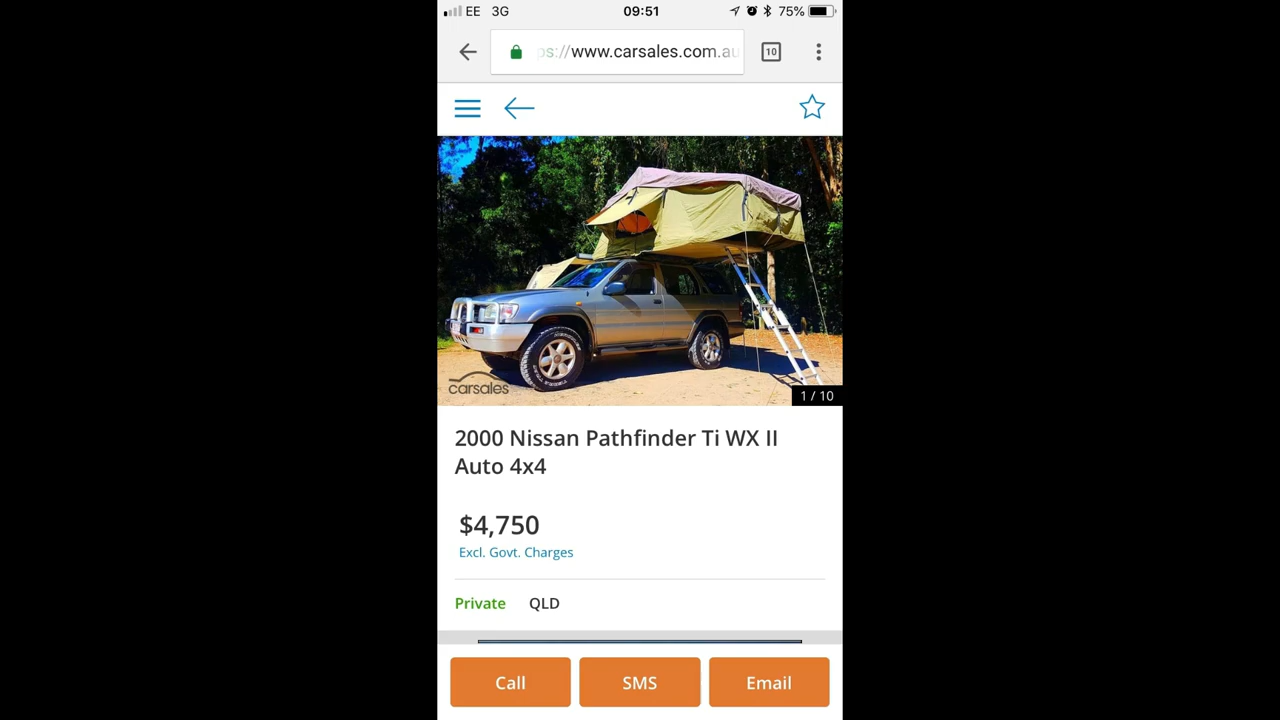 EE 3G 09:51 75%
ps://www.carsales.com.au
10
carsales
1 / 10
2000 Nissan Pathfinder Ti WX II
Auto 4x4
$4,750
Excl. Govt. Charges
Private QLD
Call SMS Email